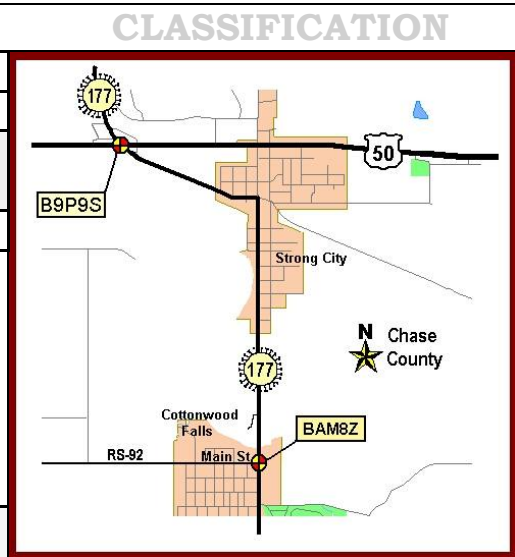 CLASSIFICATION
177
50
B9P9S
Strong City
N Chase
County
177
Cottonwood
Falls
BAM8Z
RS-92
Main St